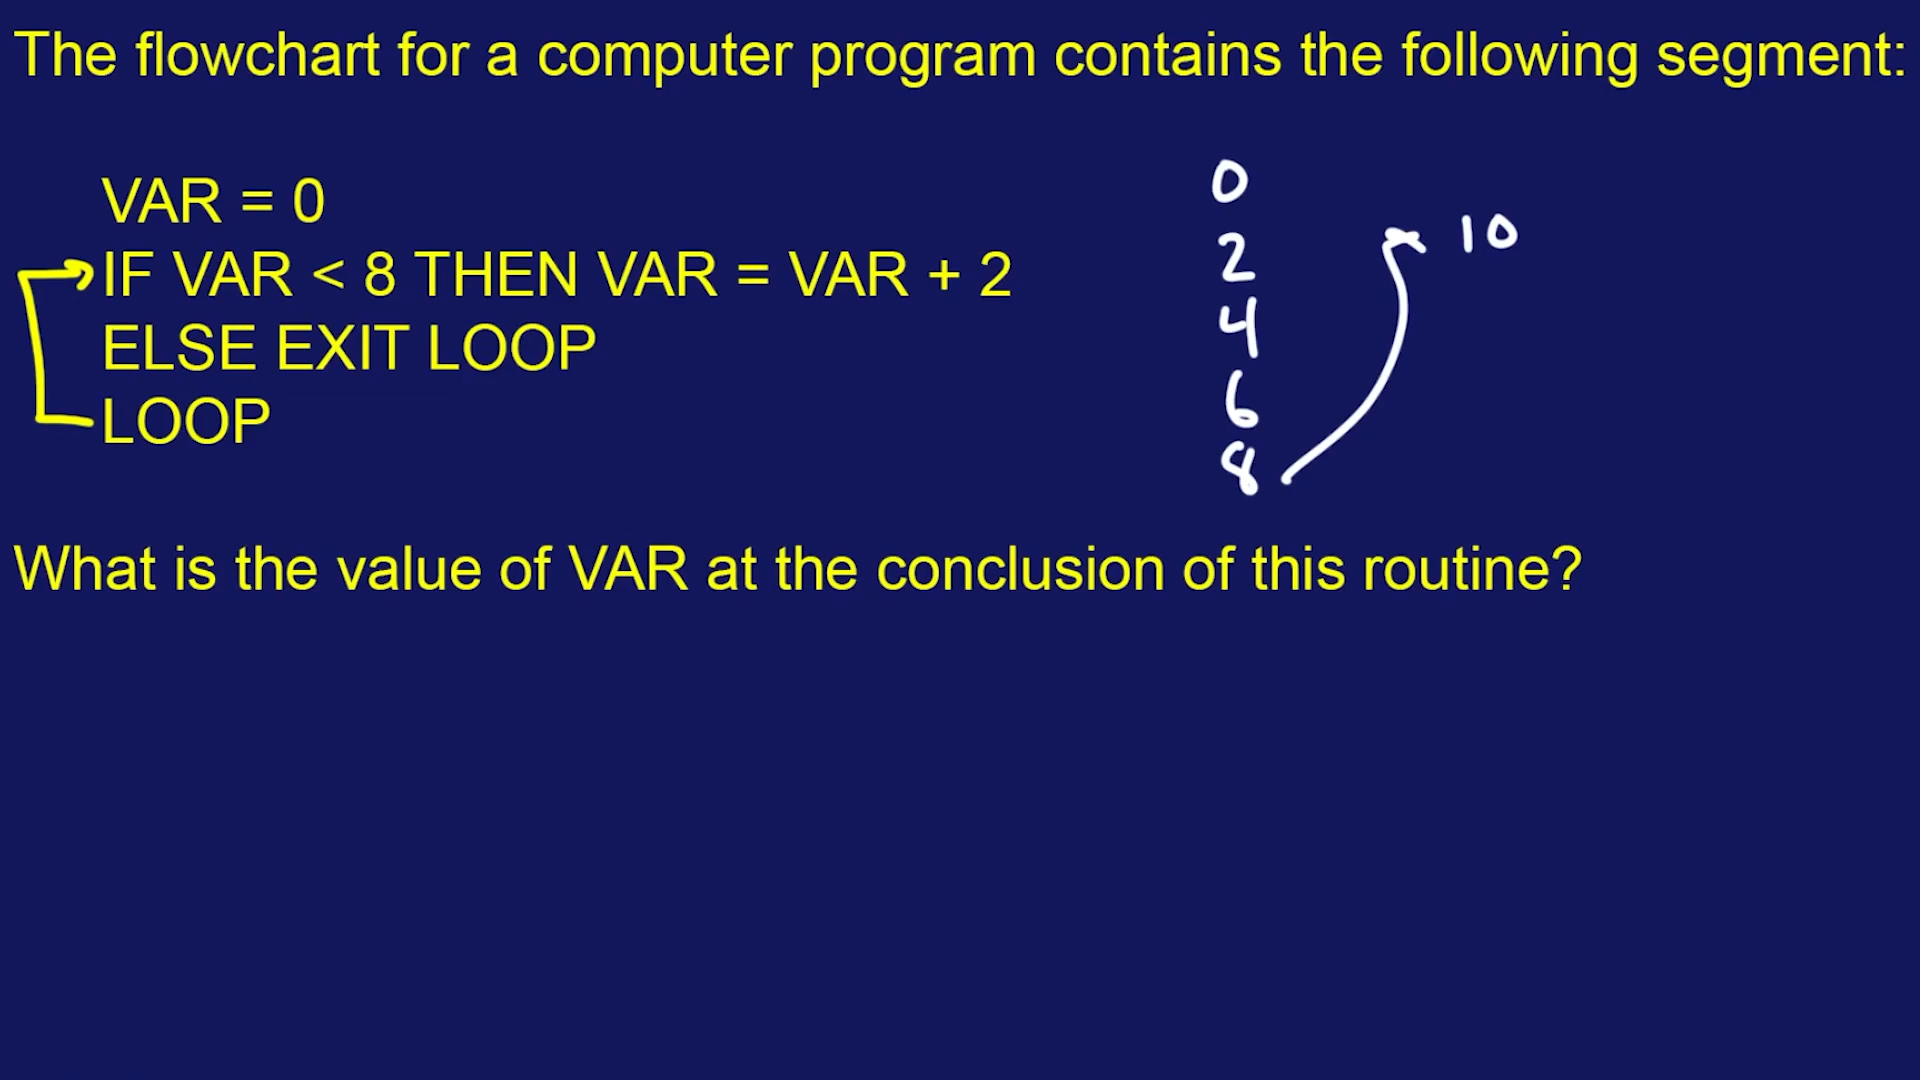 The flowchart for a computer program contains the following segment:
VAR = 0
IF VAR < 8 THEN VAR = VAR + 2
ELSE EXIT LOOP
LOOP
0
2
4
6
8
10
What is the value of VAR at the conclusion of this routine?